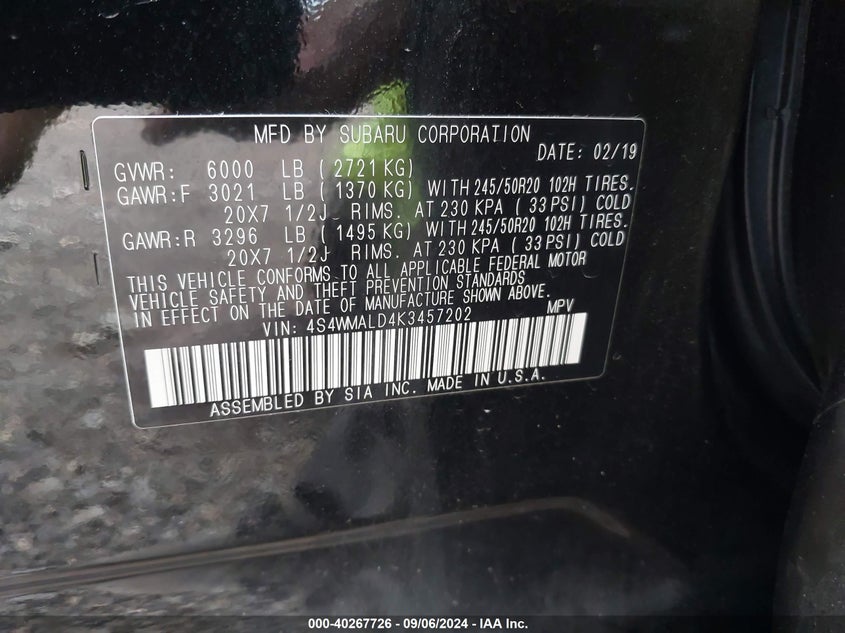 MFD BY SUBARU CORPORATION
DATE: 02/19
GVWR: 6000 LB ( 2721 KG)
GAWR:F 3021 LB ( 1370 KG) WITH 245/50R20 102H TIRES.
20X7 1/2J RIMS. AT 230 KPA ( 33 PSI) COLD
GAWR:R 3296 LB ( 1495 KG) WITH 245/50R20 102H TIRES.
20X7 1/2J RIMS. AT 230 KPA ( 33 PSI) COLD
THIS VEHICLE CONFORMS TO ALL APPLICABLE FEDERAL MOTOR
VEHICLE SAFETY AND THEFT PREVENTION STANDARDS
IN EFFECT ON THE DATE OF MANUFACTURE SHOWN ABOVE.
VIN: 4S4WMALD4K3457202 MPV
ASSEMBLED BY SIA INC. MADE IN U.S.A.
000-40267726 - 09/06/2024 - IAA Inc.